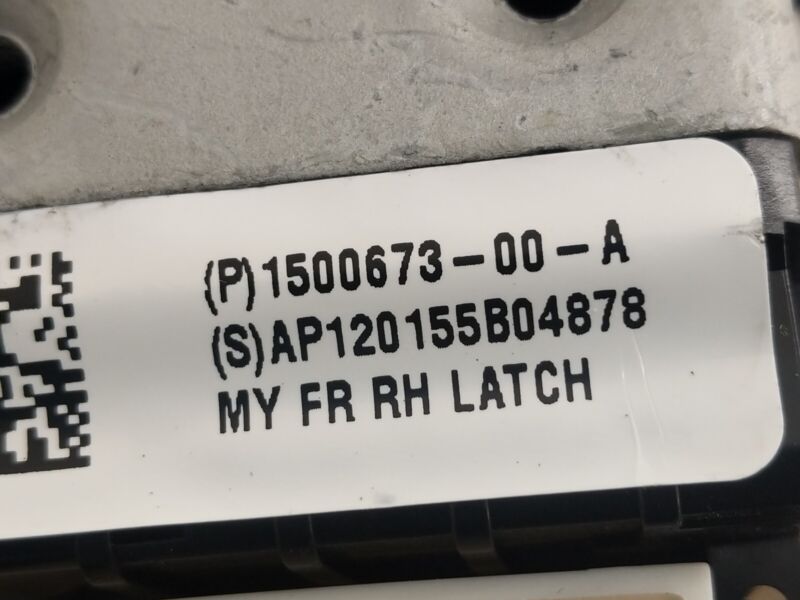 (P)1500673-00-A
(S)AP120155B04878
MY FR RH LATCH